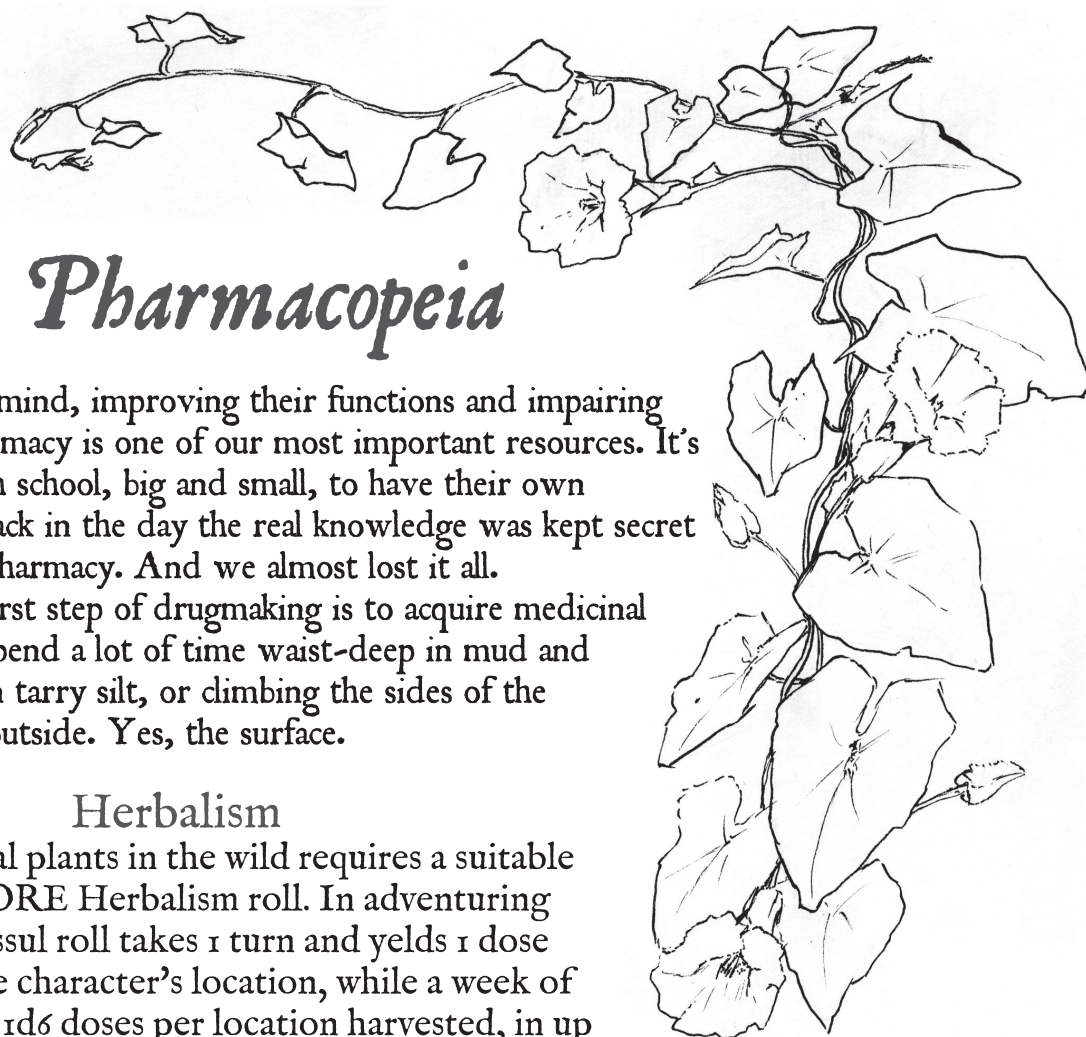 Pharmacopeia
mind, improving their functions and impairing
macy is one of our most important resources. It's
school, big and small, to have their own
ck in the day the real knowledge was kept secret
harmacy. And we almost lost it all.
rst step of drugmaking is to acquire medicinal
pend a lot of time waist-deep in mud and
tarry silt, or climbing the sides of the
outside. Yes, the surface.
Herbalism
al plants in the wild requires a suitable
ORE Herbalism roll. In adventuring
ssul roll takes 1 turn and yelds 1 dose
e character's location, while a week of
1d6 doses per location harvested, in up